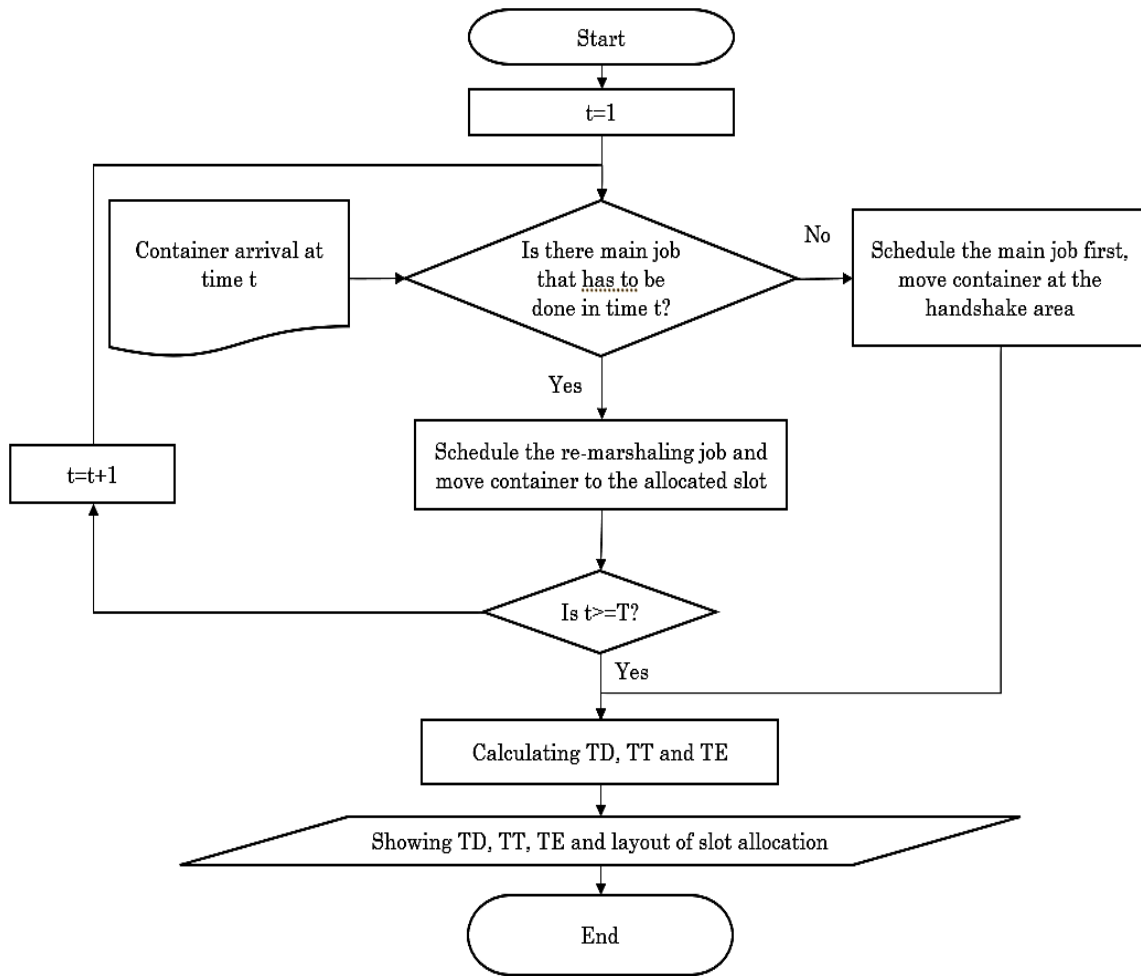 Start
t=1
Container arrival at
time t
Is there main job
that has to be
done in time t?
No
Schedule the main job first,
move container at the
handshake area
Yes
Schedule the re-marshaling job and
move container to the allocated slot
t=t+1
Is t>=T?
Yes
Calculating TD, TT and TE
Showing TD, TT, TE and layout of slot allocation
End